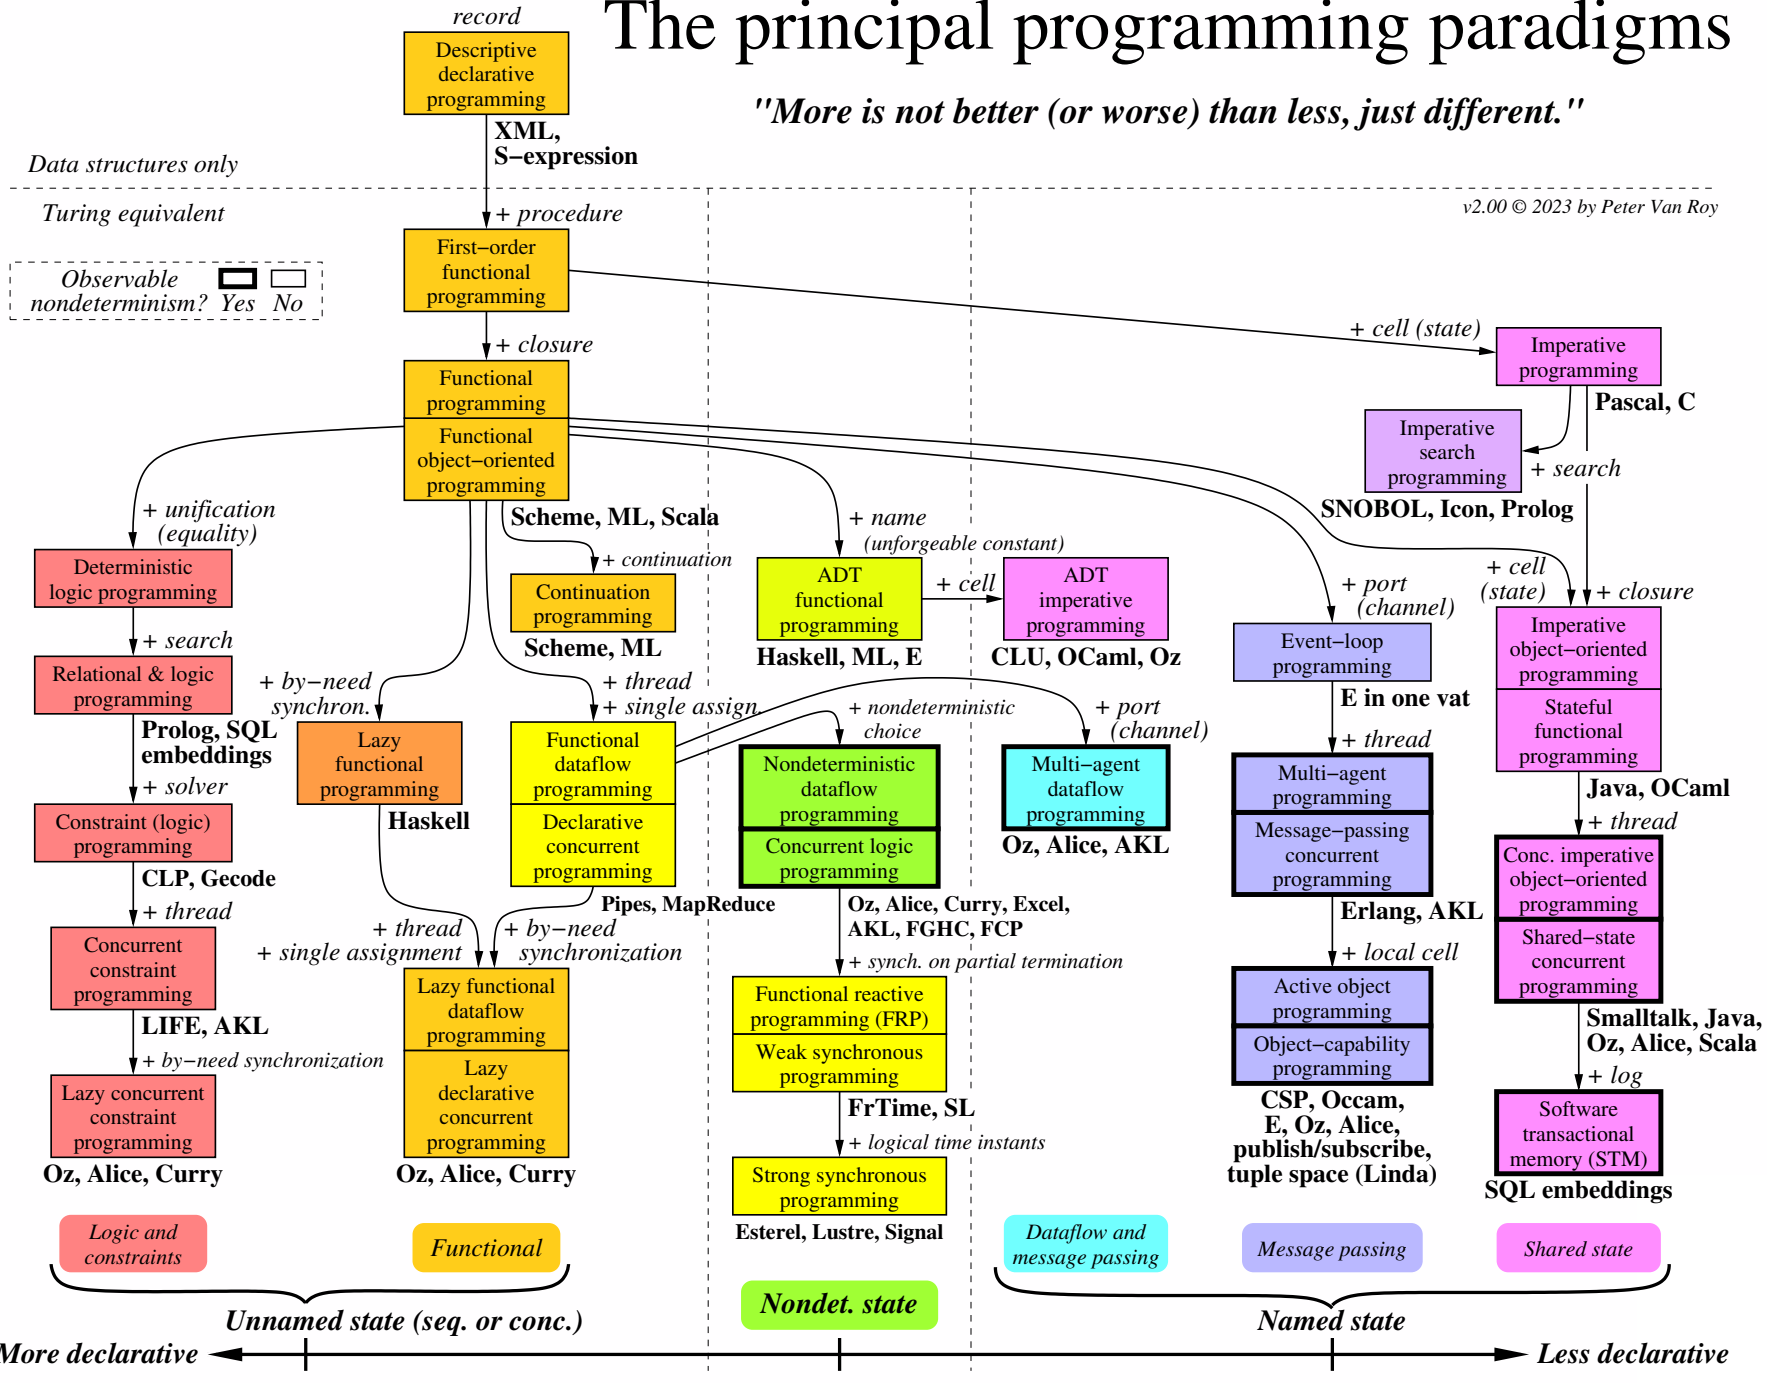 The principal programming paradigms
"More is not better (or worse) than less, just different."
v2.00 © 2023 by Peter Van Roy
record
Descriptive
declarative
programming
XML,
S−expression
Data structures only
Turing equivalent
Observable
nondeterminism? Yes No
+ procedure
First−order
functional
programming
+ closure
Functional
programming
Functional
object−oriented
programming
Scheme, ML, Scala
+ unification
(equality)
Deterministic
logic programming
+ search
Relational & logic
programming
Prolog, SQL
embeddings
+ solver
Constraint (logic)
programming
CLP, Gecode
+ thread
Concurrent
constraint
programming
LIFE, AKL
+ by−need synchronization
Lazy concurrent
constraint
programming
Oz, Alice, Curry
+ continuation
Continuation
programming
Scheme, ML
+ by−need
synchron.
Lazy
functional
programming
Haskell
+ thread
+ single assign.
Functional
dataflow
programming
Declarative
concurrent
programming
Pipes, MapReduce
+ thread
+ single assignment
+ by−need
synchronization
Lazy functional
dataflow
programming
Lazy
declarative
concurrent
programming
Oz, Alice, Curry
+ name
(unforgeable constant)
ADT
functional
programming
Haskell, ML, E
+ cell
ADT
imperative
programming
CLU, OCaml, Oz
+ nondeterministic
choice
Nondeterministic
dataflow
programming
Concurrent logic
programming
Oz, Alice, Curry, Excel,
AKL, FGHC, FCP
+ synch. on partial termination
Functional reactive
programming (FRP)
Weak synchronous
programming
FrTime, SL
+ logical time instants
Strong synchronous
programming
Esterel, Lustre, Signal
+ port
(channel)
Multi−agent
dataflow
programming
Oz, Alice, AKL
+ port
(channel)
Event−loop
programming
E in one vat
+ thread
Multi−agent
programming
Message−passing
concurrent
programming
Erlang, AKL
+ local cell
Active object
programming
Object−capability
programming
CSP, Occam,
E, Oz, Alice,
publish/subscribe,
tuple space (Linda)
+ cell (state)
Imperative
programming
Pascal, C
Imperative
search
programming
+ search
SNOBOL, Icon, Prolog
+ cell
(state)
+ closure
Imperative
object−oriented
programming
Stateful
functional
programming
Java, OCaml
+ thread
Conc. imperative
object−oriented
programming
Shared−state
concurrent
programming
Smalltalk, Java,
Oz, Alice, Scala
+ log
Software
transactional
memory (STM)
SQL embeddings
Logic and
constraints
Functional
Dataflow and
message passing
Message passing
Shared state
Unnamed state (seq. or conc.)
Nondet. state
Named state
More declarative
Less declarative